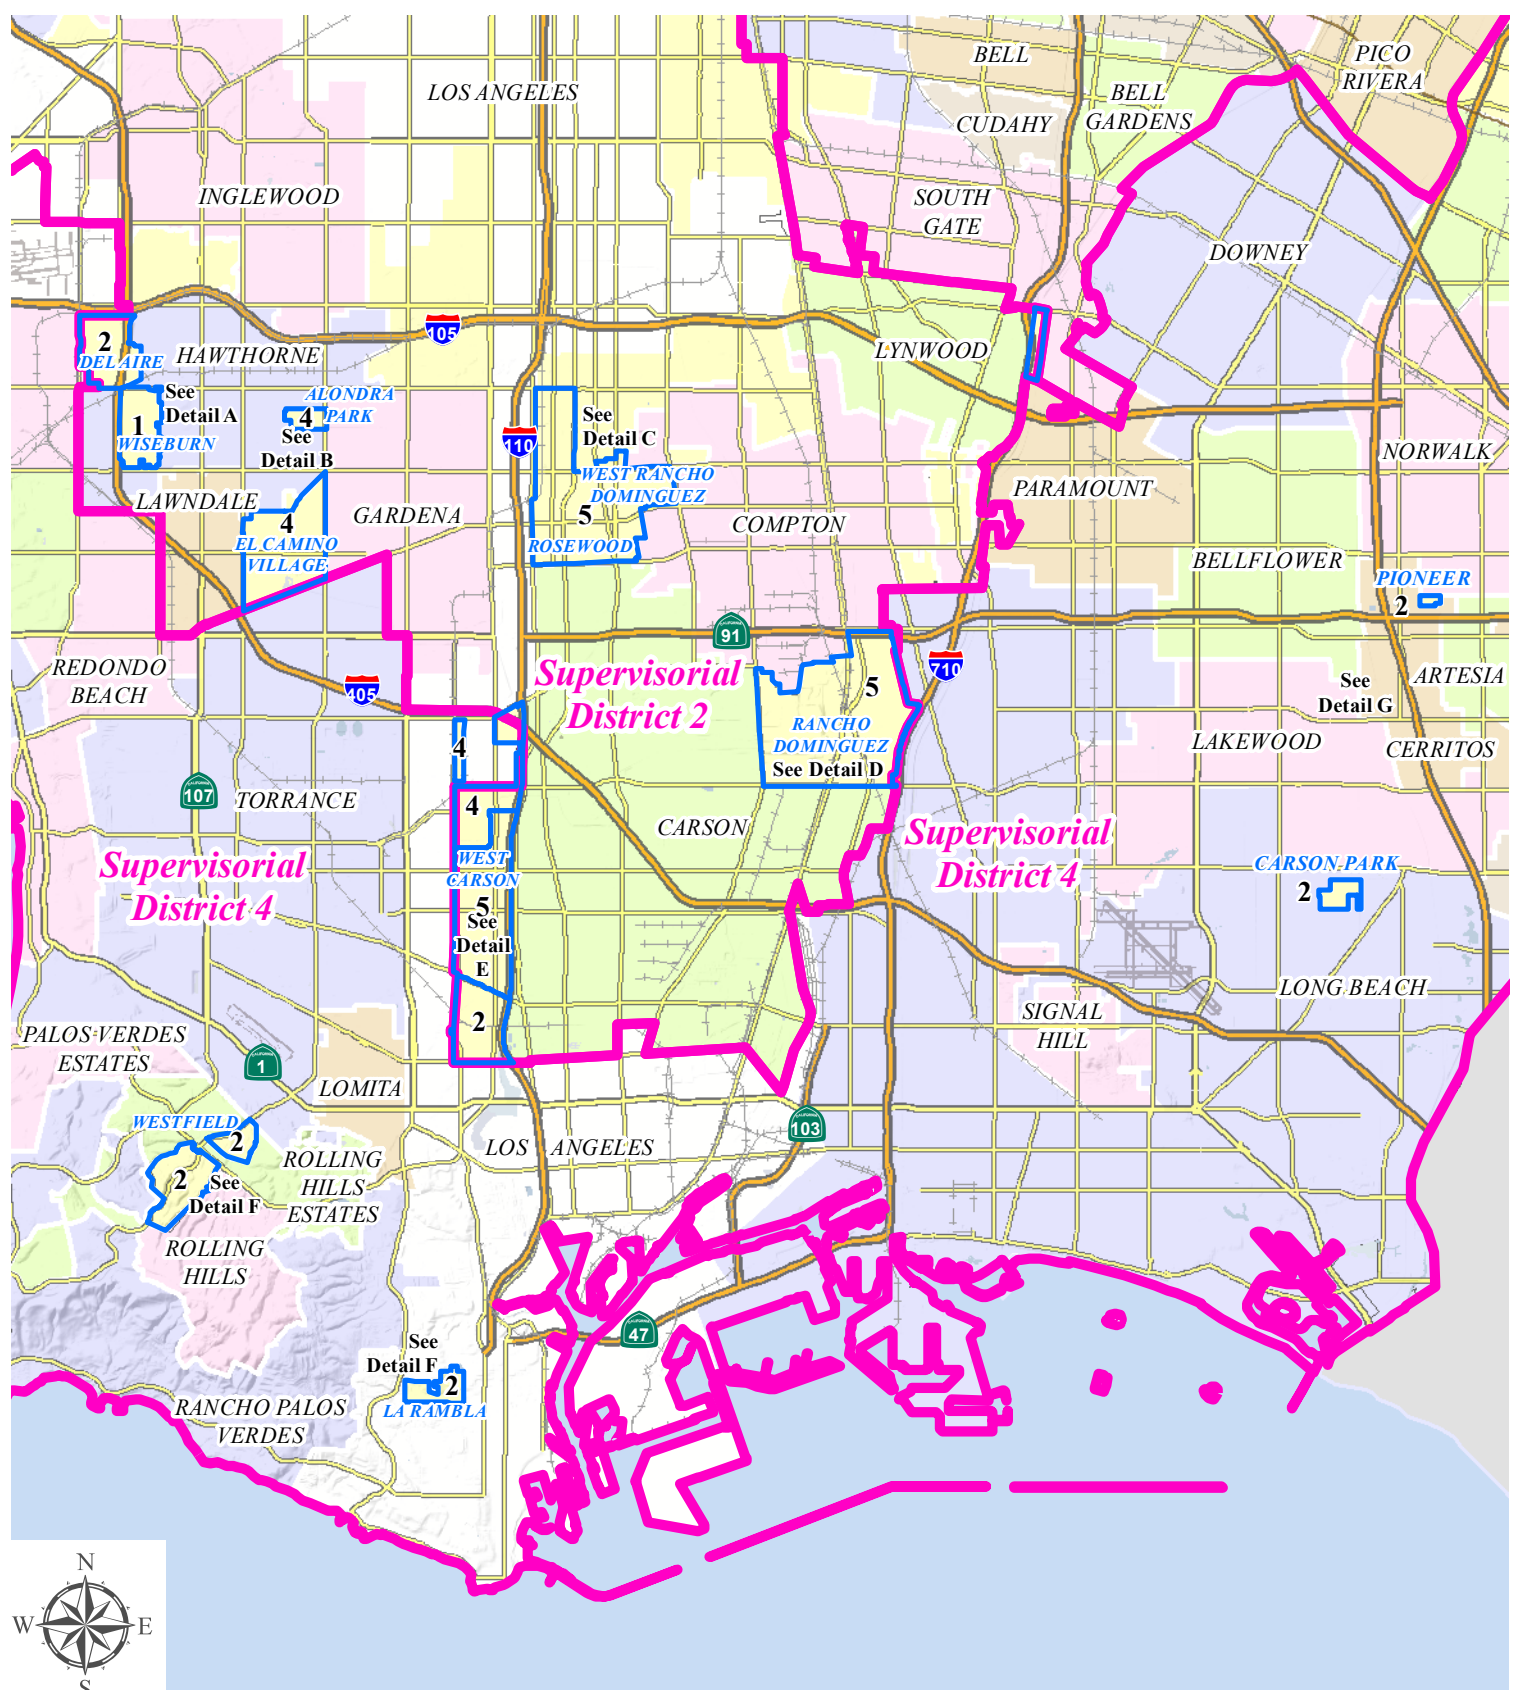 BELL
PICO
RIVERA
LOS ANGELES
BELL
GARDENS
CUDAHY
INGLEWOOD
SOUTH
GATE
DOWNEY
105
2
DEL AIRE
HAWTHORNE
LYNWOOD
See
Detail A
ALONDRA
PARK
4
See
Detail B
1
WISEBURN
See
Detail C
110
WEST RANCHO
DOMINGUEZ
5
ROSEWOOD
NORWALK
PARAMOUNT
LAWNDALE
4
EL CAMINO
VILLAGE
GARDENA
COMPTON
BELLFLOWER
PIONEER
2
CALIFORNIA
91
REDONDO
BEACH
405
Supervisorial
District 2
710
5
RANCHO
DOMINGUEZ
See Detail D
See
Detail G
ARTESIA
LAKEWOOD
CERRITOS
4
CALIFORNIA
107
TORRANCE
4
CARSON
Supervisorial
District 4
Supervisorial
District 4
WEST
CARSON
5
See
Detail
E
CARSON PARK
2
LONG BEACH
SIGNAL
HILL
2
PALOS VERDES
ESTATES
CALIFORNIA
1
LOMITA
WESTFIELD
2
2
See
Detail F
ROLLING
HILLS
ESTATES
LOS ANGELES
CALIFORNIA
103
ROLLING
HILLS
CALIFORNIA
47
See
Detail F
2
LA RAMBLA
RANCHO PALOS
VERDES
N
W E
S